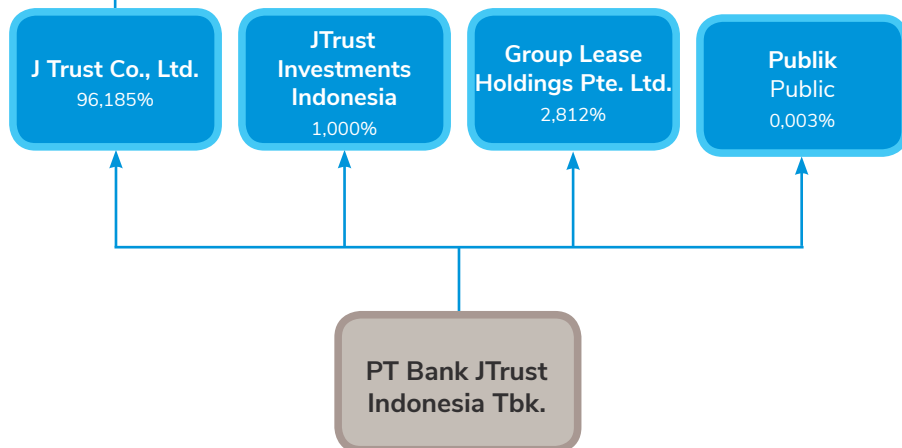 J Trust Co., Ltd.
96,185%
JTrust
Investments
Indonesia
1,000%
Group Lease
Holdings Pte. Ltd.
2,812%
Publik
Public
0,003%
PT Bank JTrust
Indonesia Tbk.